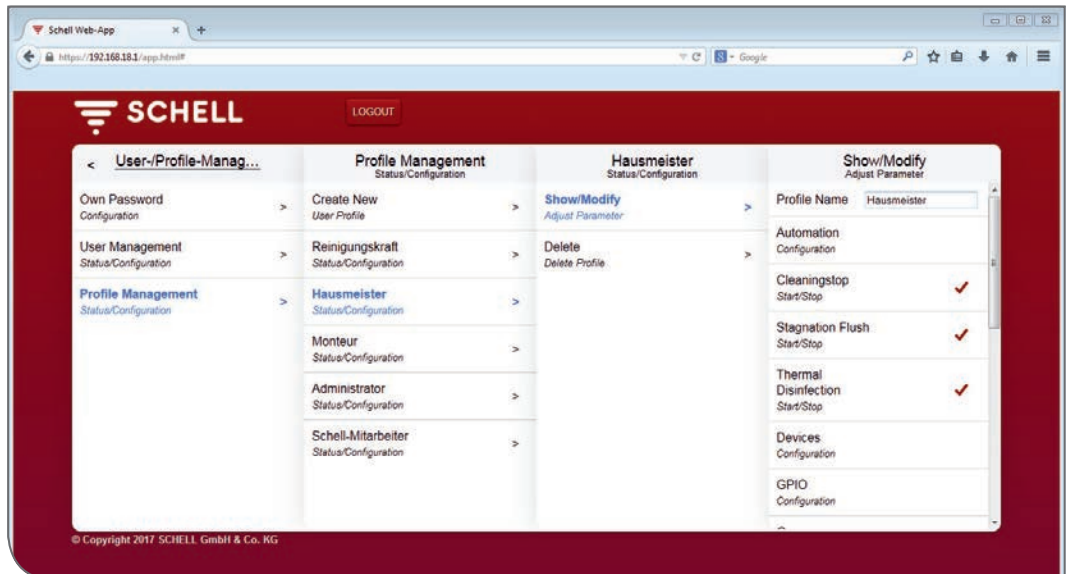 Schell Web-App
https://192.168.18.1/app.html#
Google
SCHELL
LOGOUT
< User-/Profile-Manag...
Own Password
Configuration
>
User Management
Status/Configuration
>
Profile Management
Status/Configuration
>
Profile Management
Status/Configuration
Create New
User Profile
>
Reinigungskraft
Status/Configuration
>
Hausmeister
Status/Configuration
>
Monteur
Status/Configuration
>
Administrator
Status/Configuration
>
Schell-Mitarbeiter
Status/Configuration
>
Hausmeister
Status/Configuration
Show/Modify
Adjust Parameter
>
Delete
Delete Profile
>
Show/Modify
Adjust Parameter
Profile Name Hausmeister
Automation
Configuration
Cleaningstop
Start/Stop
Stagnation Flush
Start/Stop
Thermal
Disinfection
Start/Stop
Devices
Configuration
GPIO
Configuration
© Copyright 2017 SCHELL GmbH & Co. KG